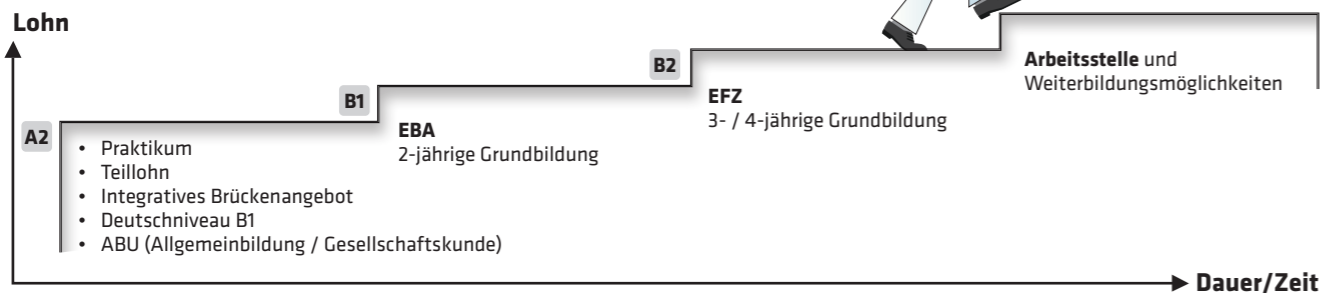 Lohn
A2
• Praktikum
• Teillohn
• Integratives Brückenangebot
• Deutschniveau B1
• ABU (Allgemeinbildung / Gesellschaftskunde)
B1
EBA
2-jährige Grundbildung
B2
EFZ
3- / 4-jährige Grundbildung
Arbeitsstelle und
Weiterbildungsmöglichkeiten
Dauer/Zeit